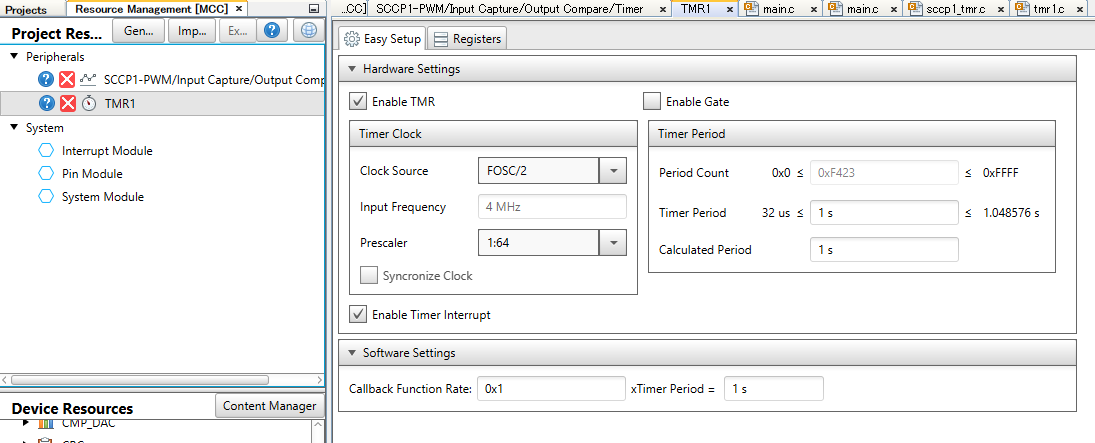 Projects
Resource Management [MCC] ×
..CC]
SCCP1-PWM/Input Capture/Output Compare/Timer ×
TMR1 ×
main.c ×
main.c ×
sccp1_tmr.c ×
tmr1.c ×
Project Res...
Gen...
Imp...
Ex...
?
Easy Setup
Registers
Peripherals
? SCCP1-PWM/Input Capture/Output Comp
? TMR1
System
Interrupt Module
Pin Module
System Module
Hardware Settings
Enable TMR
Enable Gate
Timer Clock
Clock Source FOSC/2
Input Frequency 4 MHz
Prescaler 1:64
Syncronize Clock
Timer Period
Period Count 0x0 ≤ 0xF423 ≤ 0xFFFF
Timer Period 32 us ≤ 1 s ≤ 1.048576 s
Calculated Period 1 s
Enable Timer Interrupt
Software Settings
Callback Function Rate: 0x1 xTimer Period = 1 s
Device Resources
Content Manager
CMP_DAC
CRC